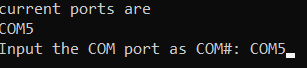 current ports are
COM5
Input the COM port as COM#: COM5